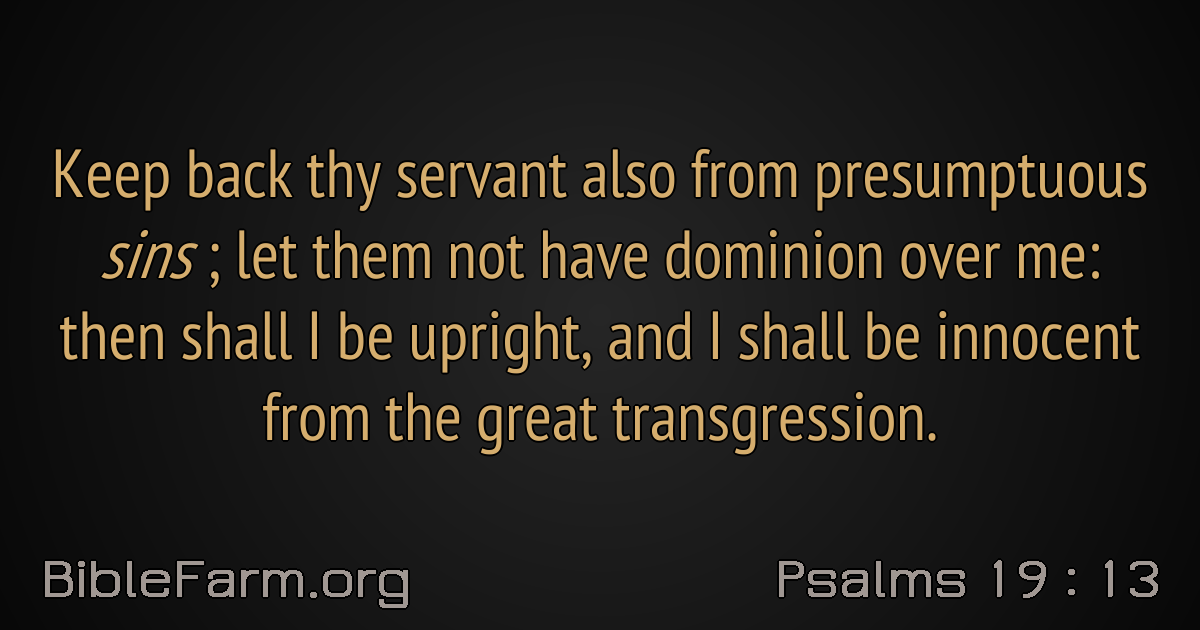 Keep back thy servant also from presumptuous
sins ; let them not have dominion over me:
then shall I be upright, and I shall be innocent
from the great transgression.
BibleFarm.org
Psalms 19 : 13